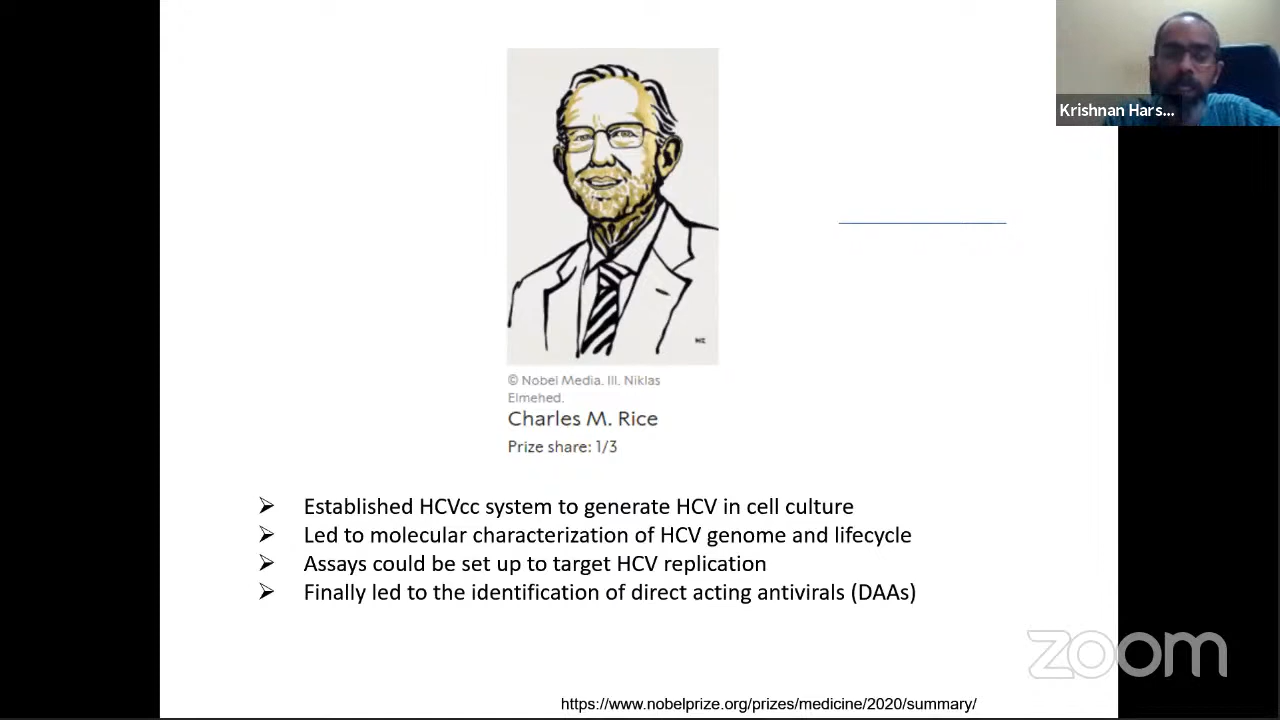 Krishnan Hars...
© Nobel Media. III. Niklas
Elmehed.
Charles M. Rice
Prize share: 1/3
➢ Established HCVcc system to generate HCV in cell culture
➢ Led to molecular characterization of HCV genome and lifecycle
➢ Assays could be set up to target HCV replication
➢ Finally led to the identification of direct acting antivirals (DAAs)
zoom
https://www.nobelprize.org/prizes/medicine/2020/summary/